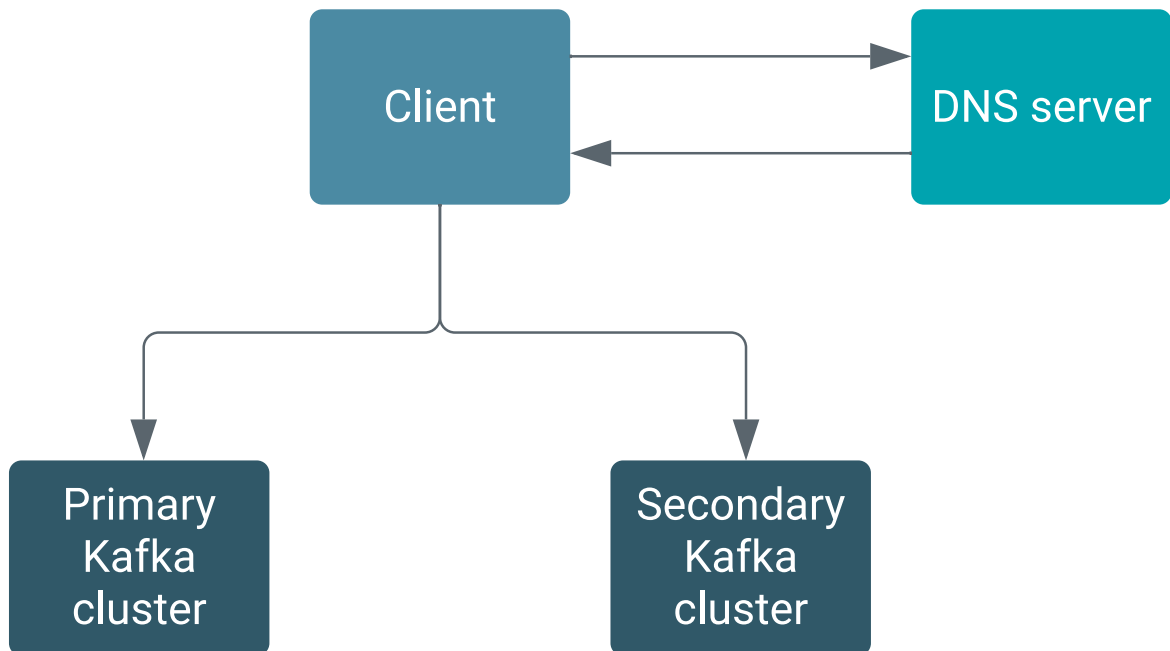 Client
DNS server
Primary
Kafka
cluster
Secondary
Kafka
cluster